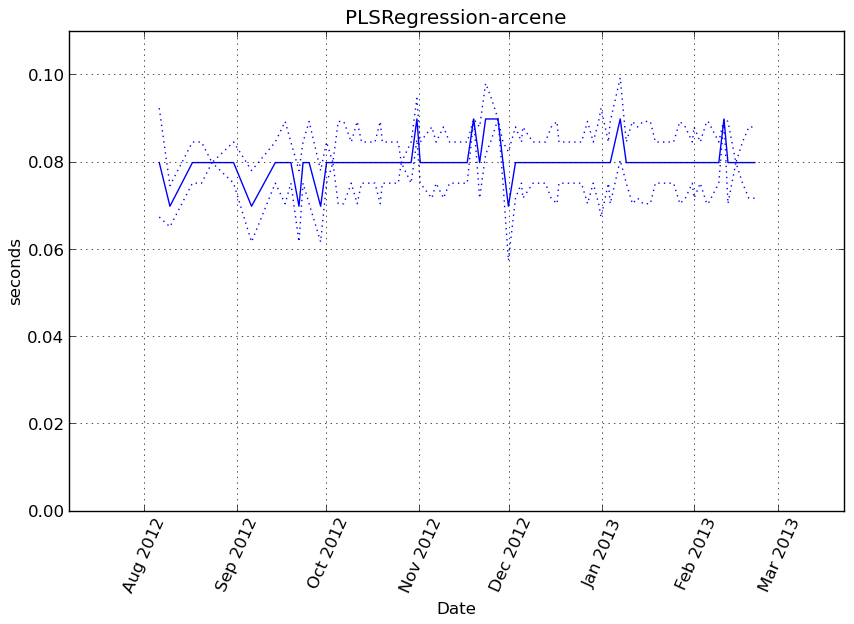 PLSRegression-arcene
0.10
0.08
0.06
0.04
0.02
0.00
seconds
Aug 2012
Sep 2012
Oct 2012
Nov 2012
Dec 2012
Jan 2013
Feb 2013
Mar 2013
Date